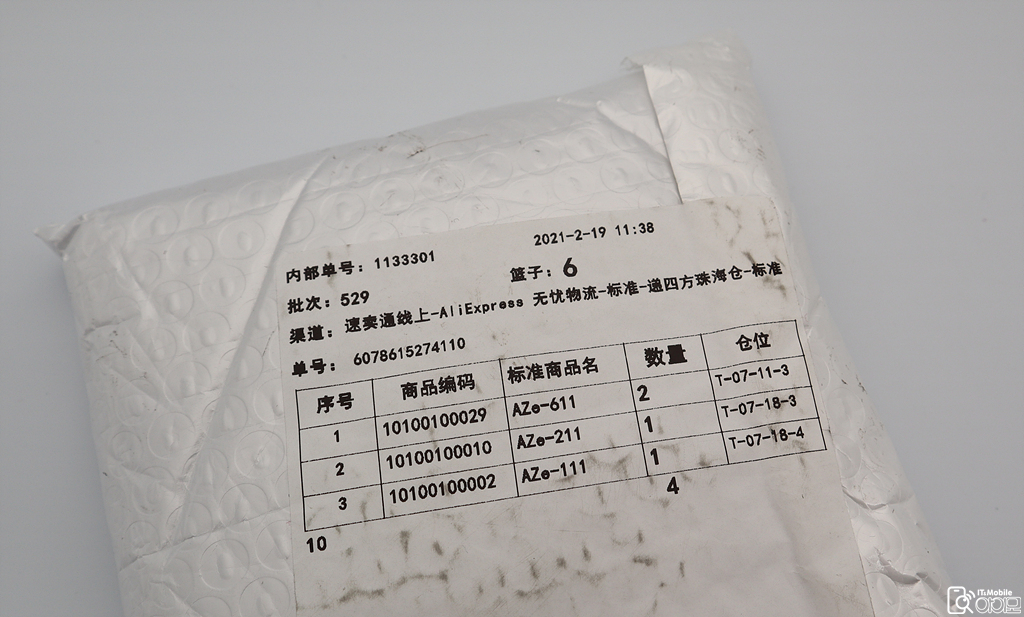 2021-2-19 11:38
内部单号：1133301
批次：529 篮子：6
渠道：速卖通线上-AliExpress 无忧物流-标准-递四方珠海仓-标准
单号：6078615274110
序号 商品编码 标准商品名 数量 仓位
1 10100100029 AZe-611 2 T-07-11-3
2 10100100010 AZe-211 1 T-07-18-3
3 10100100002 AZe-111 1 T-07-18-4
4
10
ITsMobile